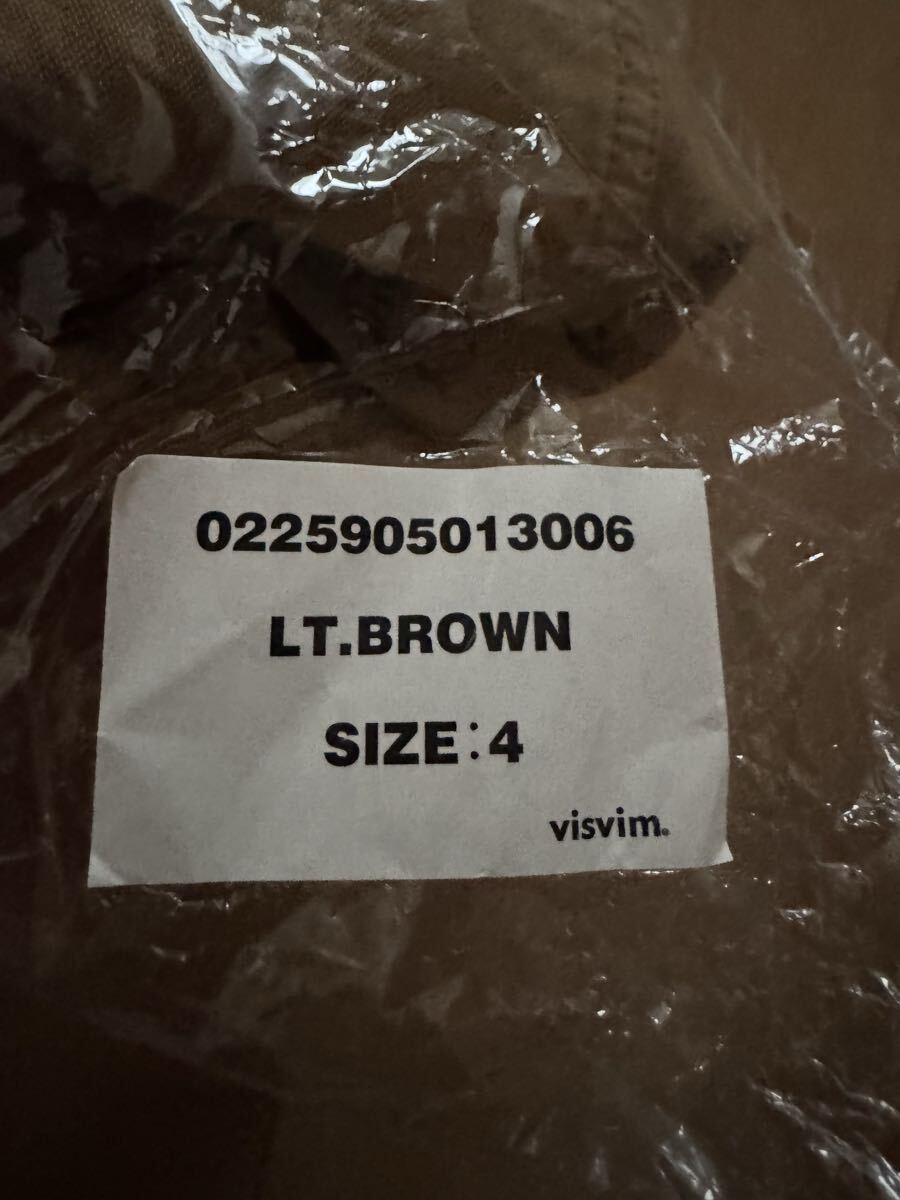 0225905013006
LT.BROWN
SIZE:4
visvim®